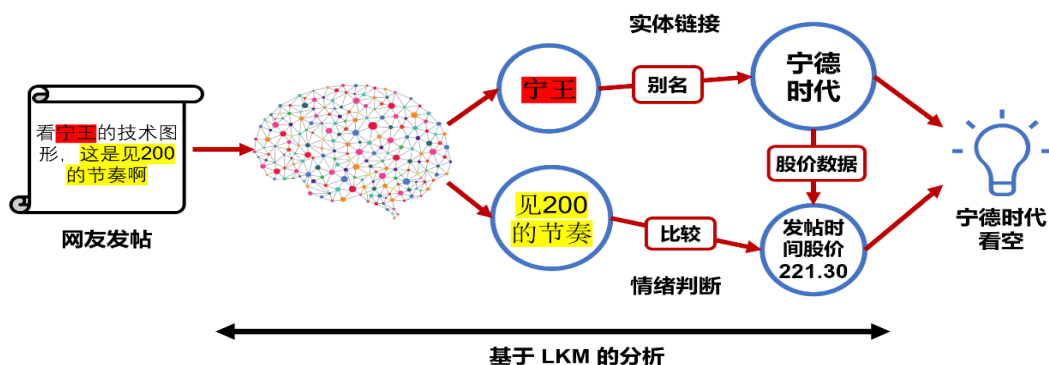 看宁王的技术图
形，这是见200
的节奏啊
网友发帖
宁王
见200
的节奏
实体链接
别名
比较
情绪判断
宁德
时代
股价数据
发帖时
间股价
221.30
宁德时代
看空
基于 LKM 的分析